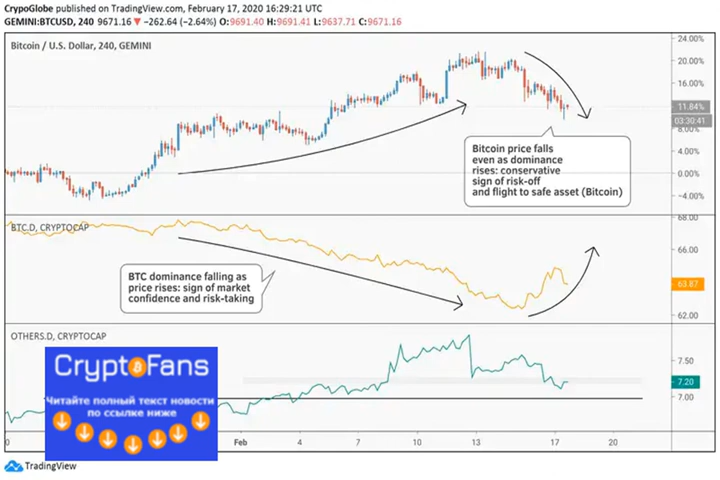 CrypoGlobe published on TradingView.com, February 17, 2020 16:29:21 UTC
GEMINI:BTCUSD, 240 9671.16 ▼ −262.64 (−2.64%) O:9691.40 H:9691.41 L:9637.71 C:9671.16
Bitcoin / U.S. Dollar, 240, GEMINI
24.00%
20.00%
16.00%
11.84%
03:30:41
8.00%
4.00%
0.00%
−4.00%
Bitcoin price falls
even as dominance
rises: conservative
sign of risk-off
and flight to safe asset (Bitcoin)
BTC.D, CRYPTOCAP
68.00
66.00
63.87
62.00
BTC dominance falling as
price rises: sign of market
confidence and risk-taking
OTHERS.D, CRYPTOCAP
7.50
7.20
7.00
CryptoFans
Читайте полный текст новости
по ссылке ниже
0
Feb
4
7
10
13
17
20
TradingView